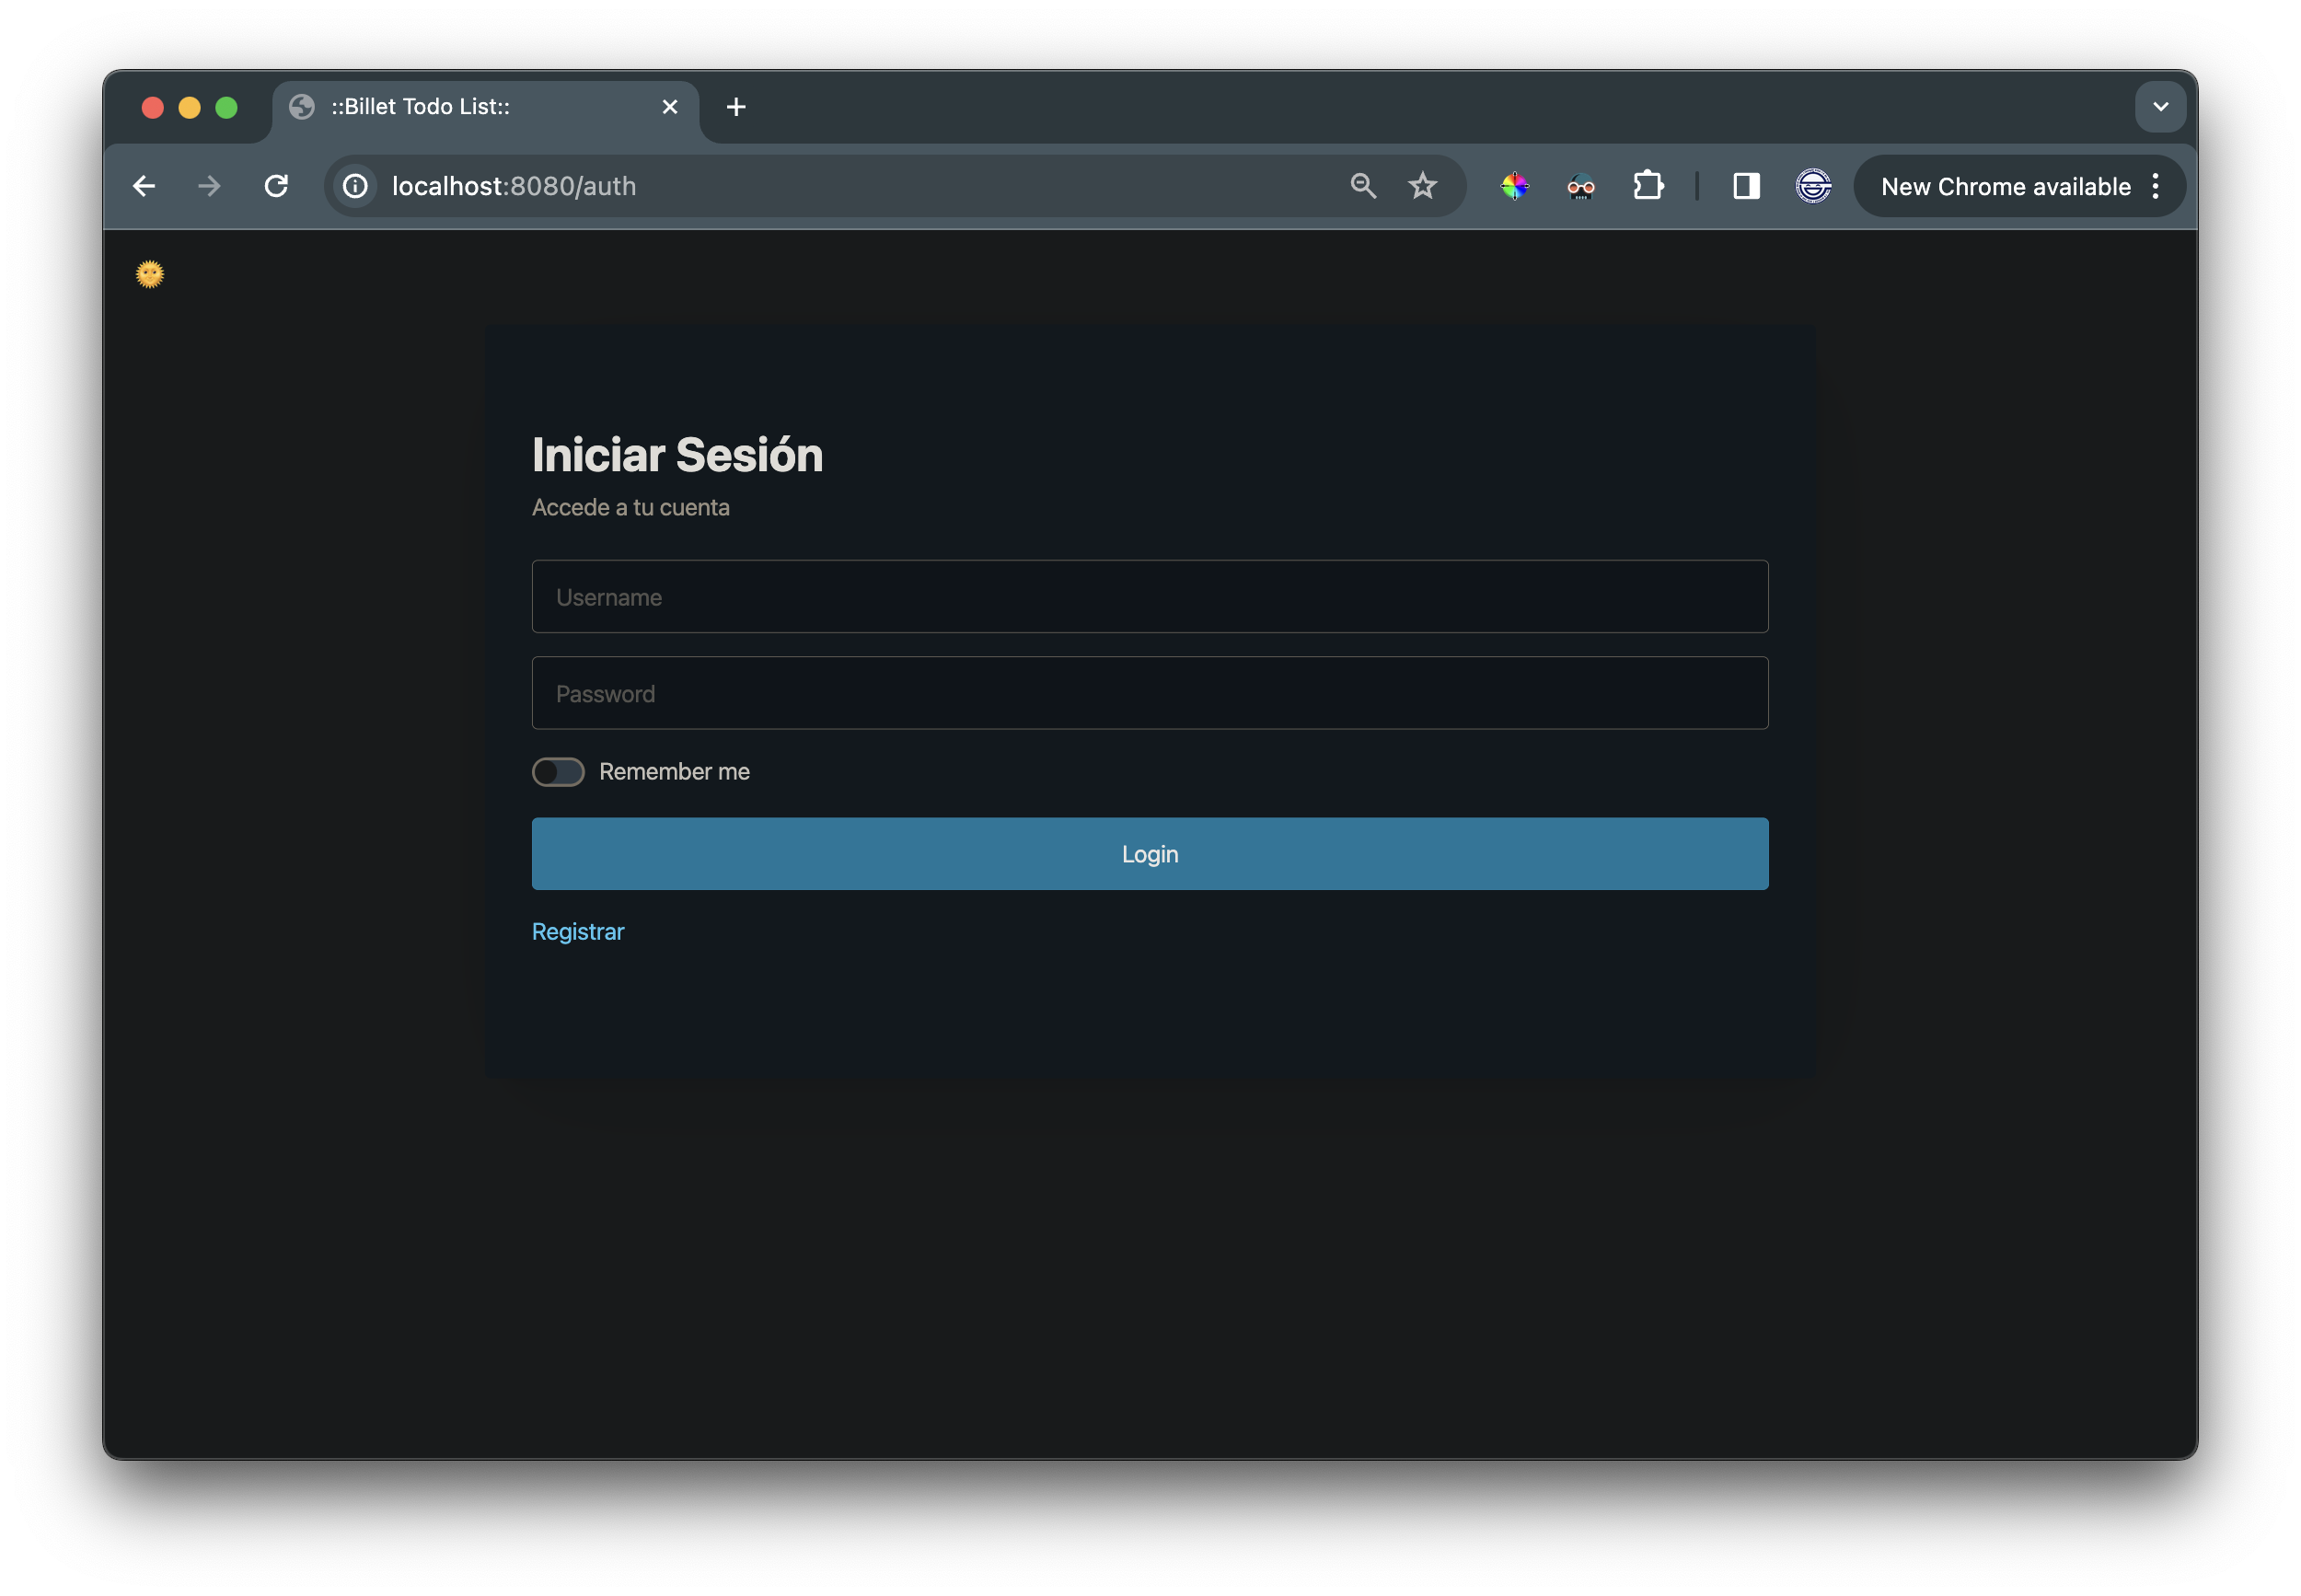 ::Billet Todo List::
localhost:8080/auth
New Chrome available
Iniciar Sesión
Accede a tu cuenta
Username
Password
Remember me
Login
Registrar